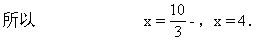 所以 x = 10/3 -，x = 4．